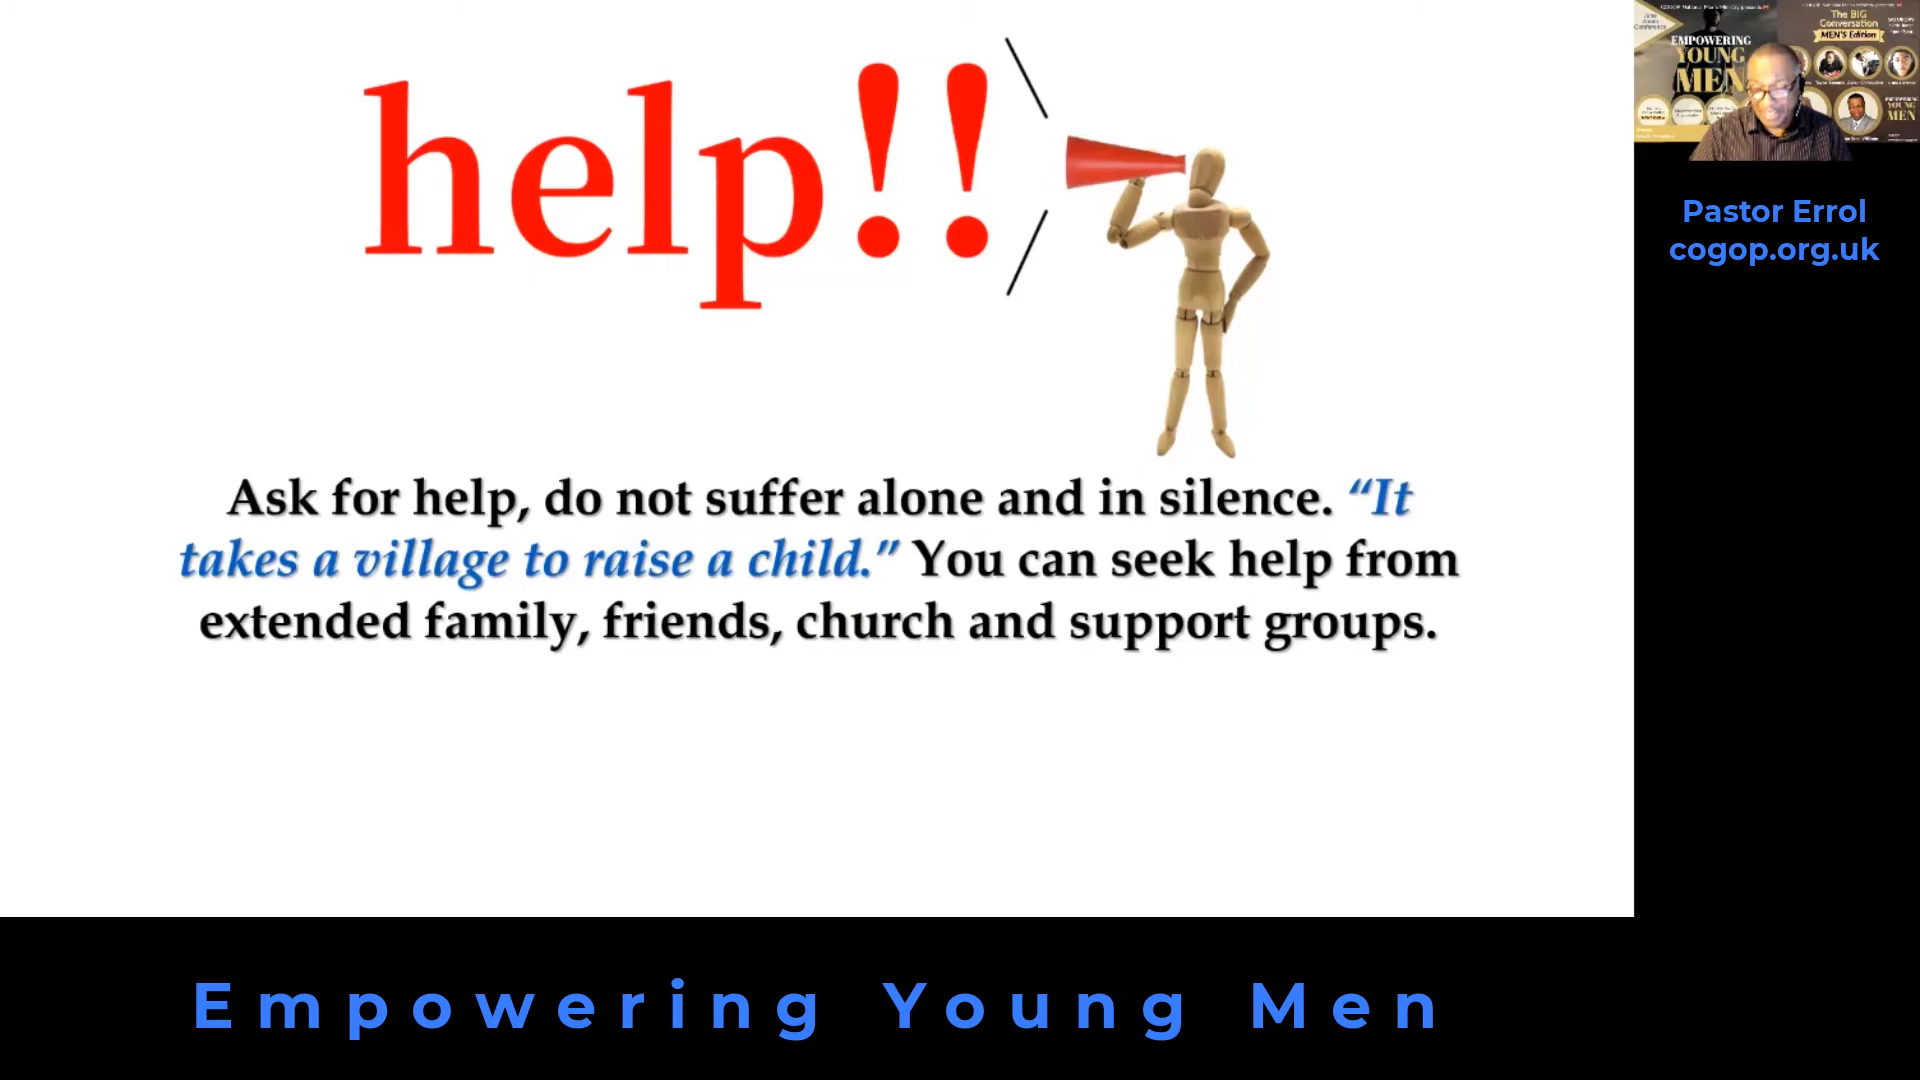 help!!
Ask for help, do not suffer alone and in silence. “It
takes a village to raise a child.” You can seek help from
extended family, friends, church and support groups.
EMPOWERING
YOUNG
MEN
The BIG
Conversation
MEN'S Edition
YOUNG
MEN
Pastor Errol
cogop.org.uk
Empowering Young Men